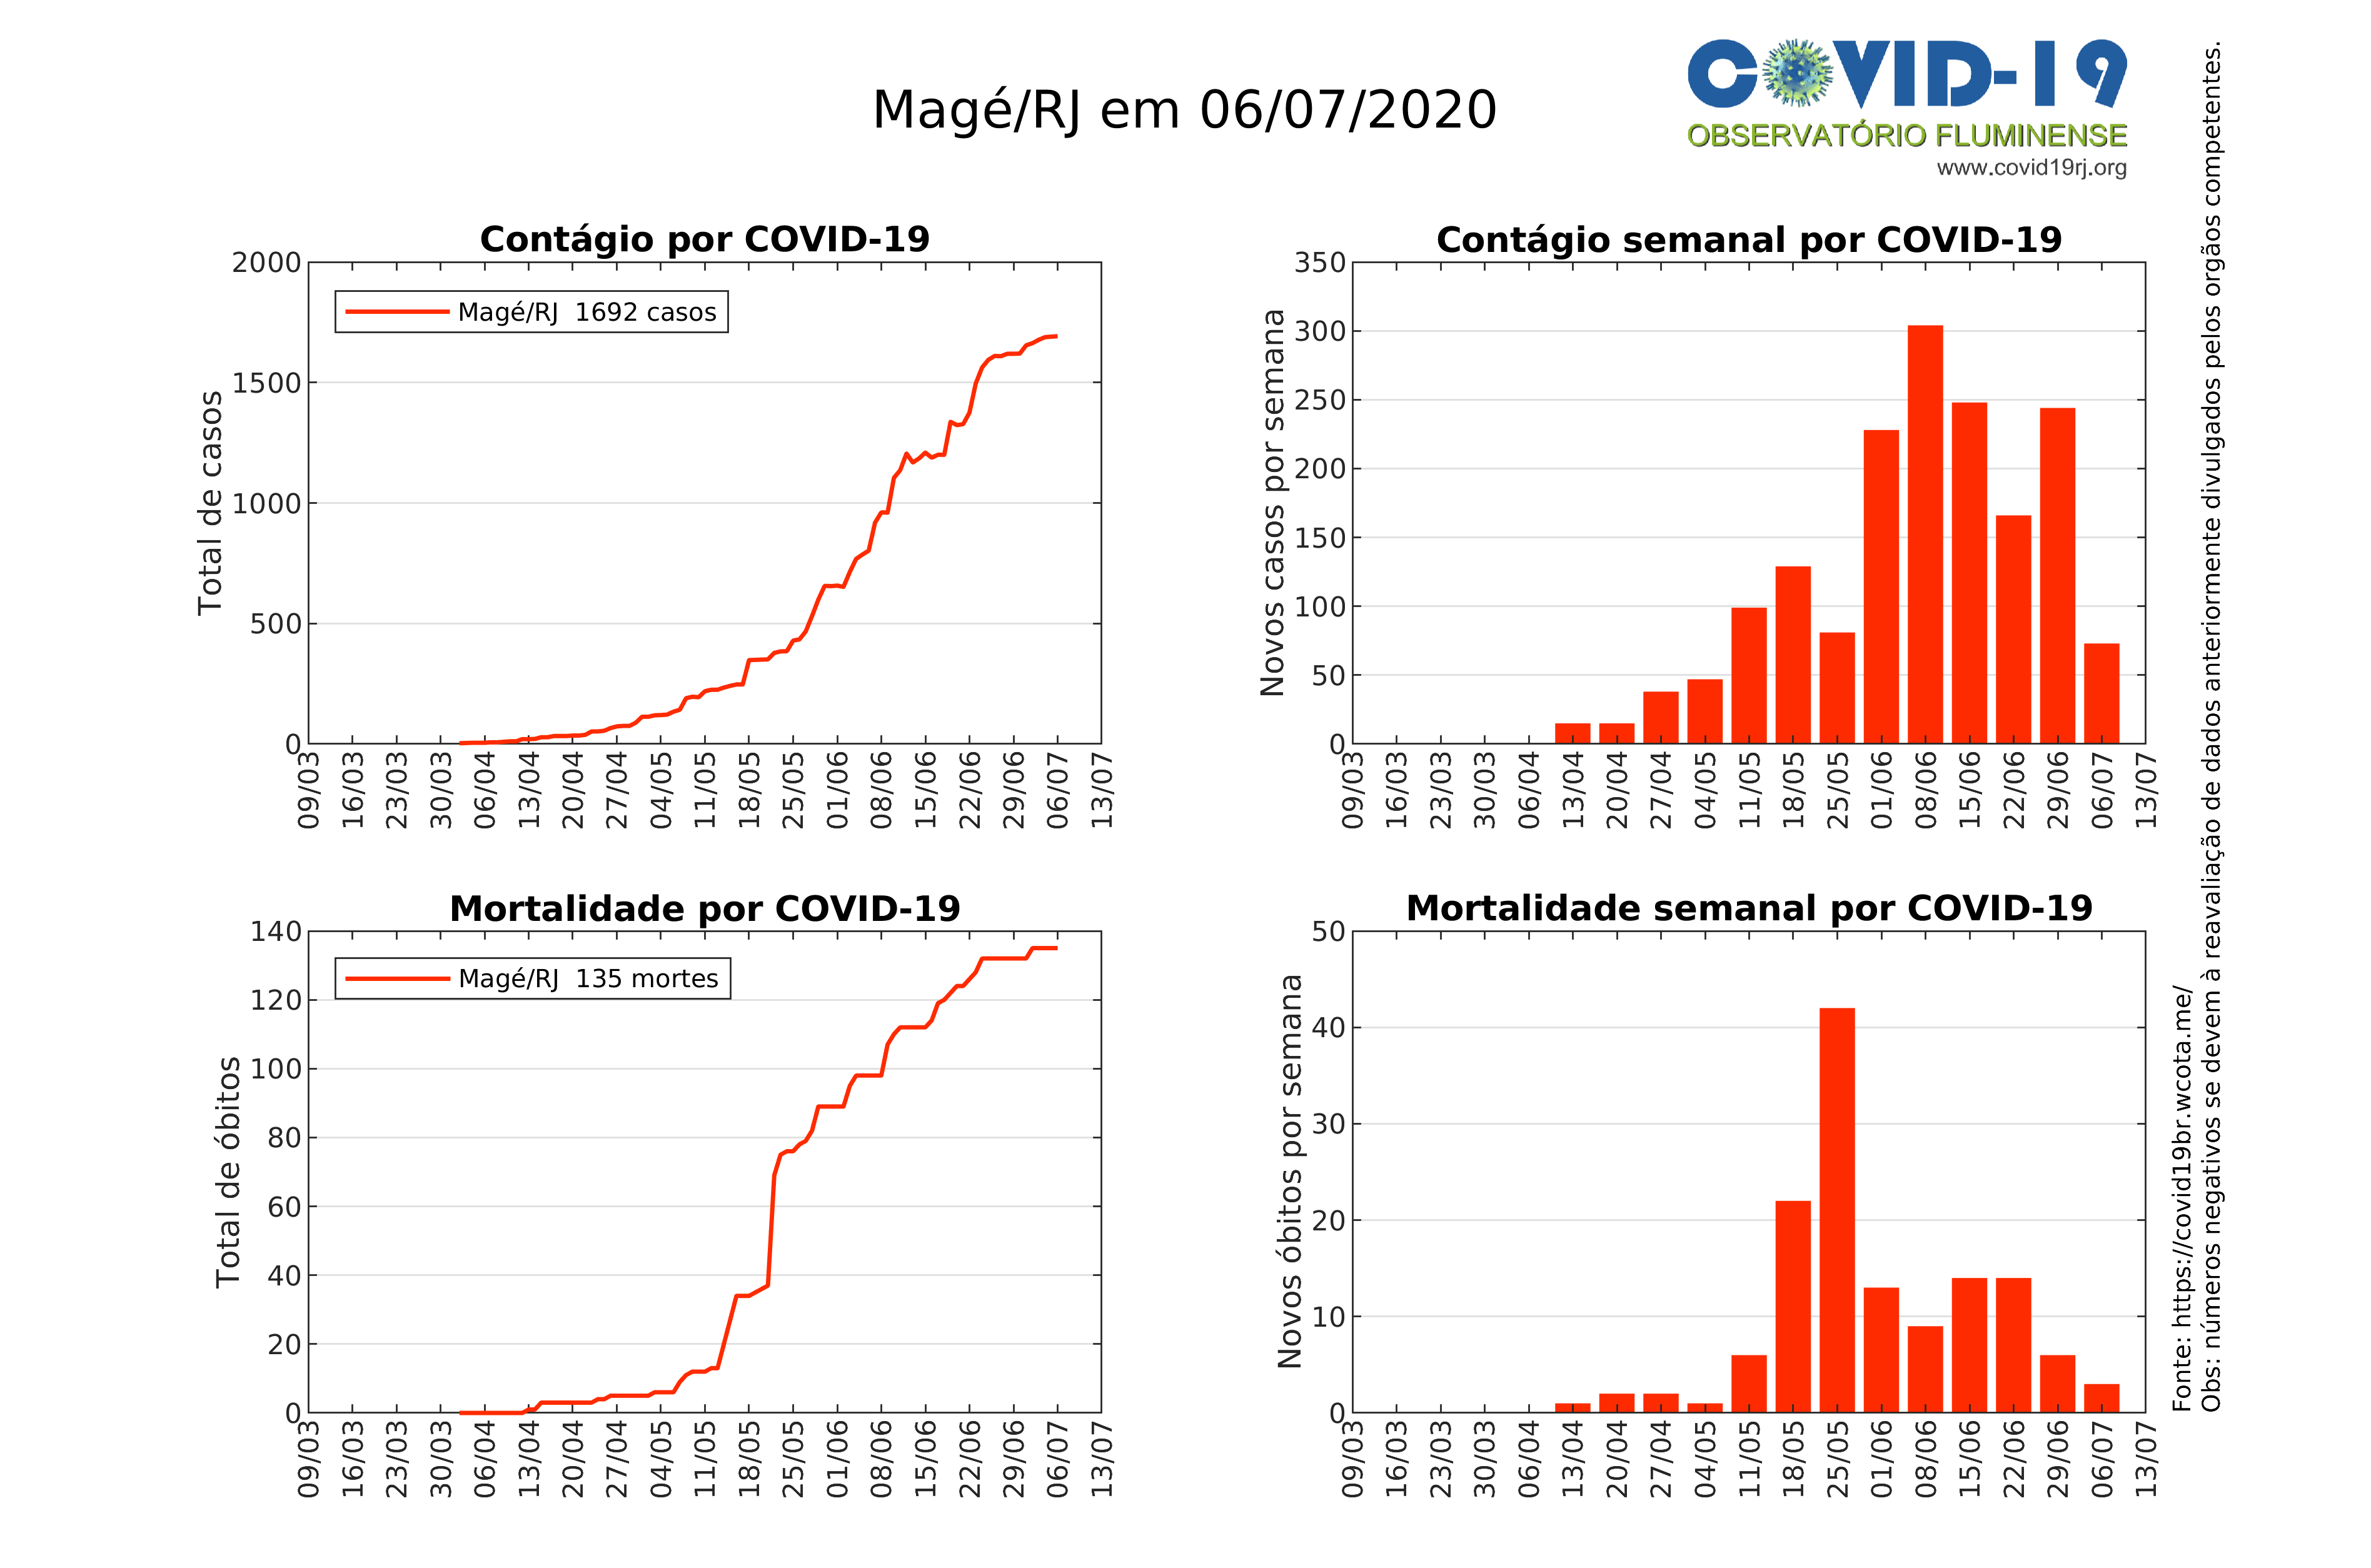 Magé/RJ em 06/07/2020
COVID-19
OBSERVATÓRIO FLUMINENSE
www.covid19rj.org
Contágio por COVID-19
Total de casos
2000
1500
1000
500
0
Magé/RJ 1692 casos
09/03 16/03 23/03 30/03 06/04 13/04 20/04 27/04 04/05 11/05 18/05 25/05 01/06 08/06 15/06 22/06 29/06 06/07 13/07
Contágio semanal por COVID-19
Novos casos por semana
350
300
250
200
150
100
50
0
09/03 16/03 23/03 30/03 06/04 13/04 20/04 27/04 04/05 11/05 18/05 25/05 01/06 08/06 15/06 22/06 29/06 06/07 13/07
Mortalidade por COVID-19
Total de óbitos
140
120
100
80
60
40
20
0
Magé/RJ 135 mortes
09/03 16/03 23/03 30/03 06/04 13/04 20/04 27/04 04/05 11/05 18/05 25/05 01/06 08/06 15/06 22/06 29/06 06/07 13/07
Mortalidade semanal por COVID-19
Novos óbitos por semana
50
40
30
20
10
0
09/03 16/03 23/03 30/03 06/04 13/04 20/04 27/04 04/05 11/05 18/05 25/05 01/06 08/06 15/06 22/06 29/06 06/07 13/07
Fonte: https://covid19br.wcota.me/
Obs: números negativos se devem à reavaliação de dados anteriormente divulgados pelos orgãos competentes.